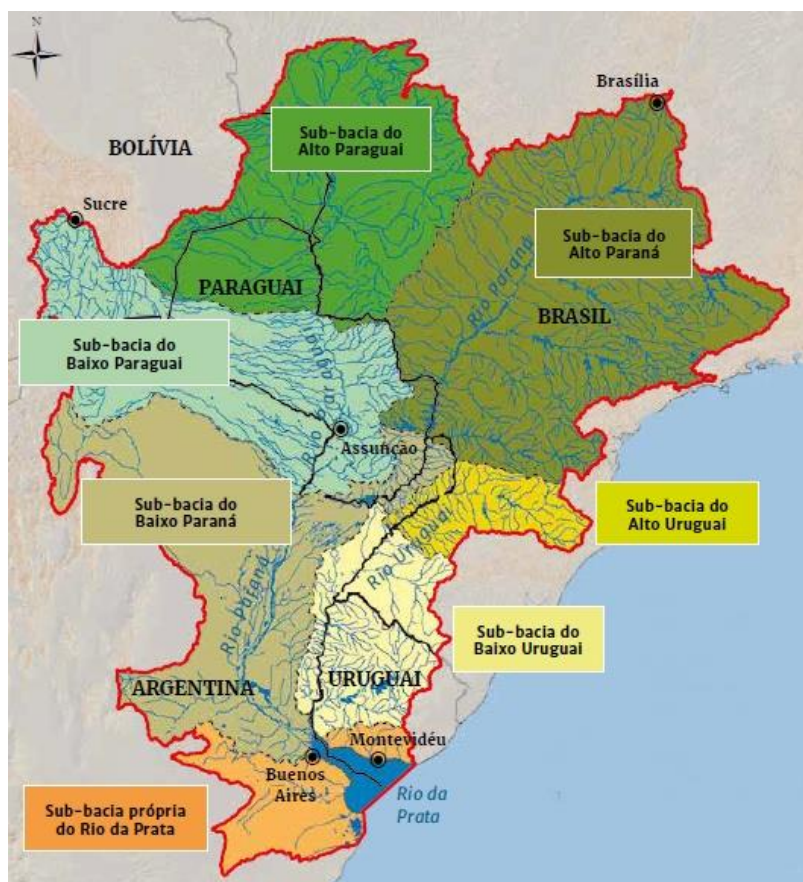 N
Brasília
BOLÍVIA
Sub-bacia do
Alto Paraguai
Sucre
Sub-bacia do
Alto Paraná
PARAGUAI
Rio Paraná
BRASIL
Sub-bacia do
Baixo Paraguai
Rio Paraguai
Assunção
Sub-bacia do
Baixo Paraná
Sub-bacia do
Alto Uruguai
Rio Uruguai
Rio Paraná
Sub-bacia do
Baixo Uruguai
ARGENTINA
URUGUAI
Montevidéu
Buenos
Aires
Rio da
Prata
Sub-bacia própria
do Rio da Prata